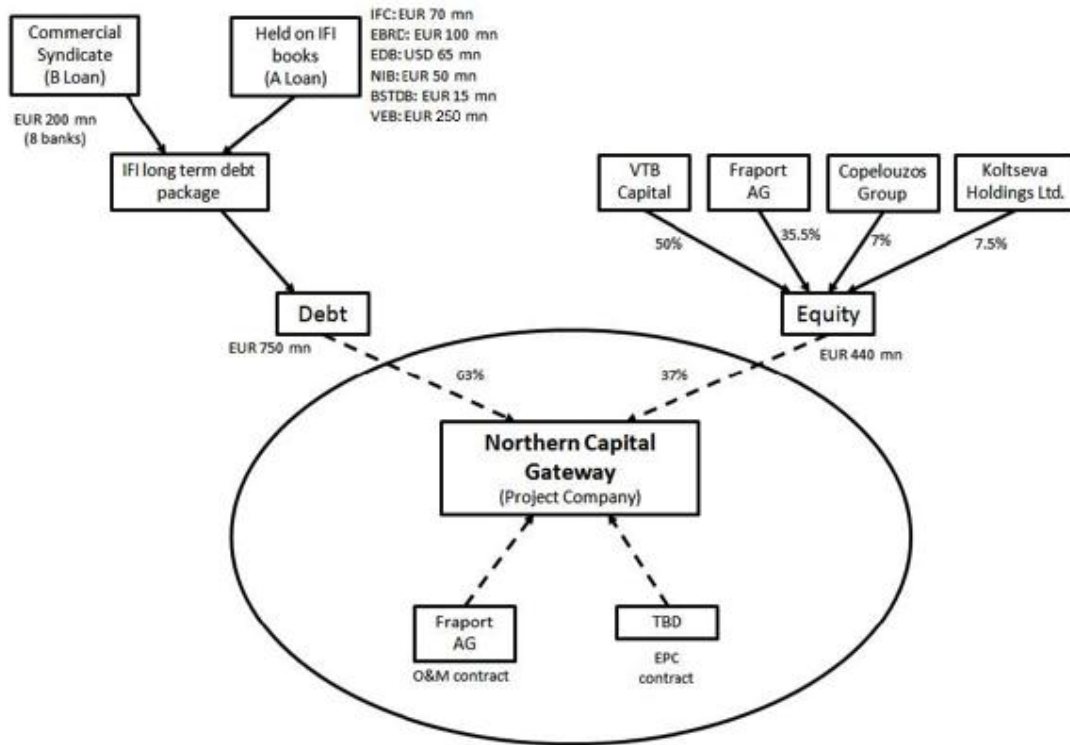 Commercial
Syndicate
(B Loan)
Held on IFI
books
(A Loan)
IFC: EUR 70 mn
EBRD: EUR 100 mn
EDB: USD 65 mn
NIB: EUR 50 mn
BSTDB: EUR 15 mn
VEB: EUR 250 mn
EUR 200 mn
(8 banks)
IFI long term debt
package
VTB
Capital
Fraport
AG
Copelouzos
Group
Koltseva
Holdings Ltd.
50%
35.5%
7%
7.5%
Debt
Equity
EUR 750 mn
EUR 440 mn
63%
37%
Northern Capital
Gateway
(Project Company)
Fraport
AG
TBD
O&M contract
EPC
contract